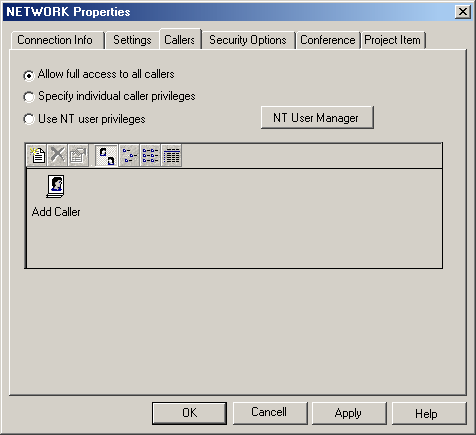 NETWORK Properties
Connection Info Settings Callers Security Options Conference Project Item
Allow full access to all callers
Specify individual caller privileges
Use NT user privileges
NT User Manager
Add Caller
OK Cancell Apply Help